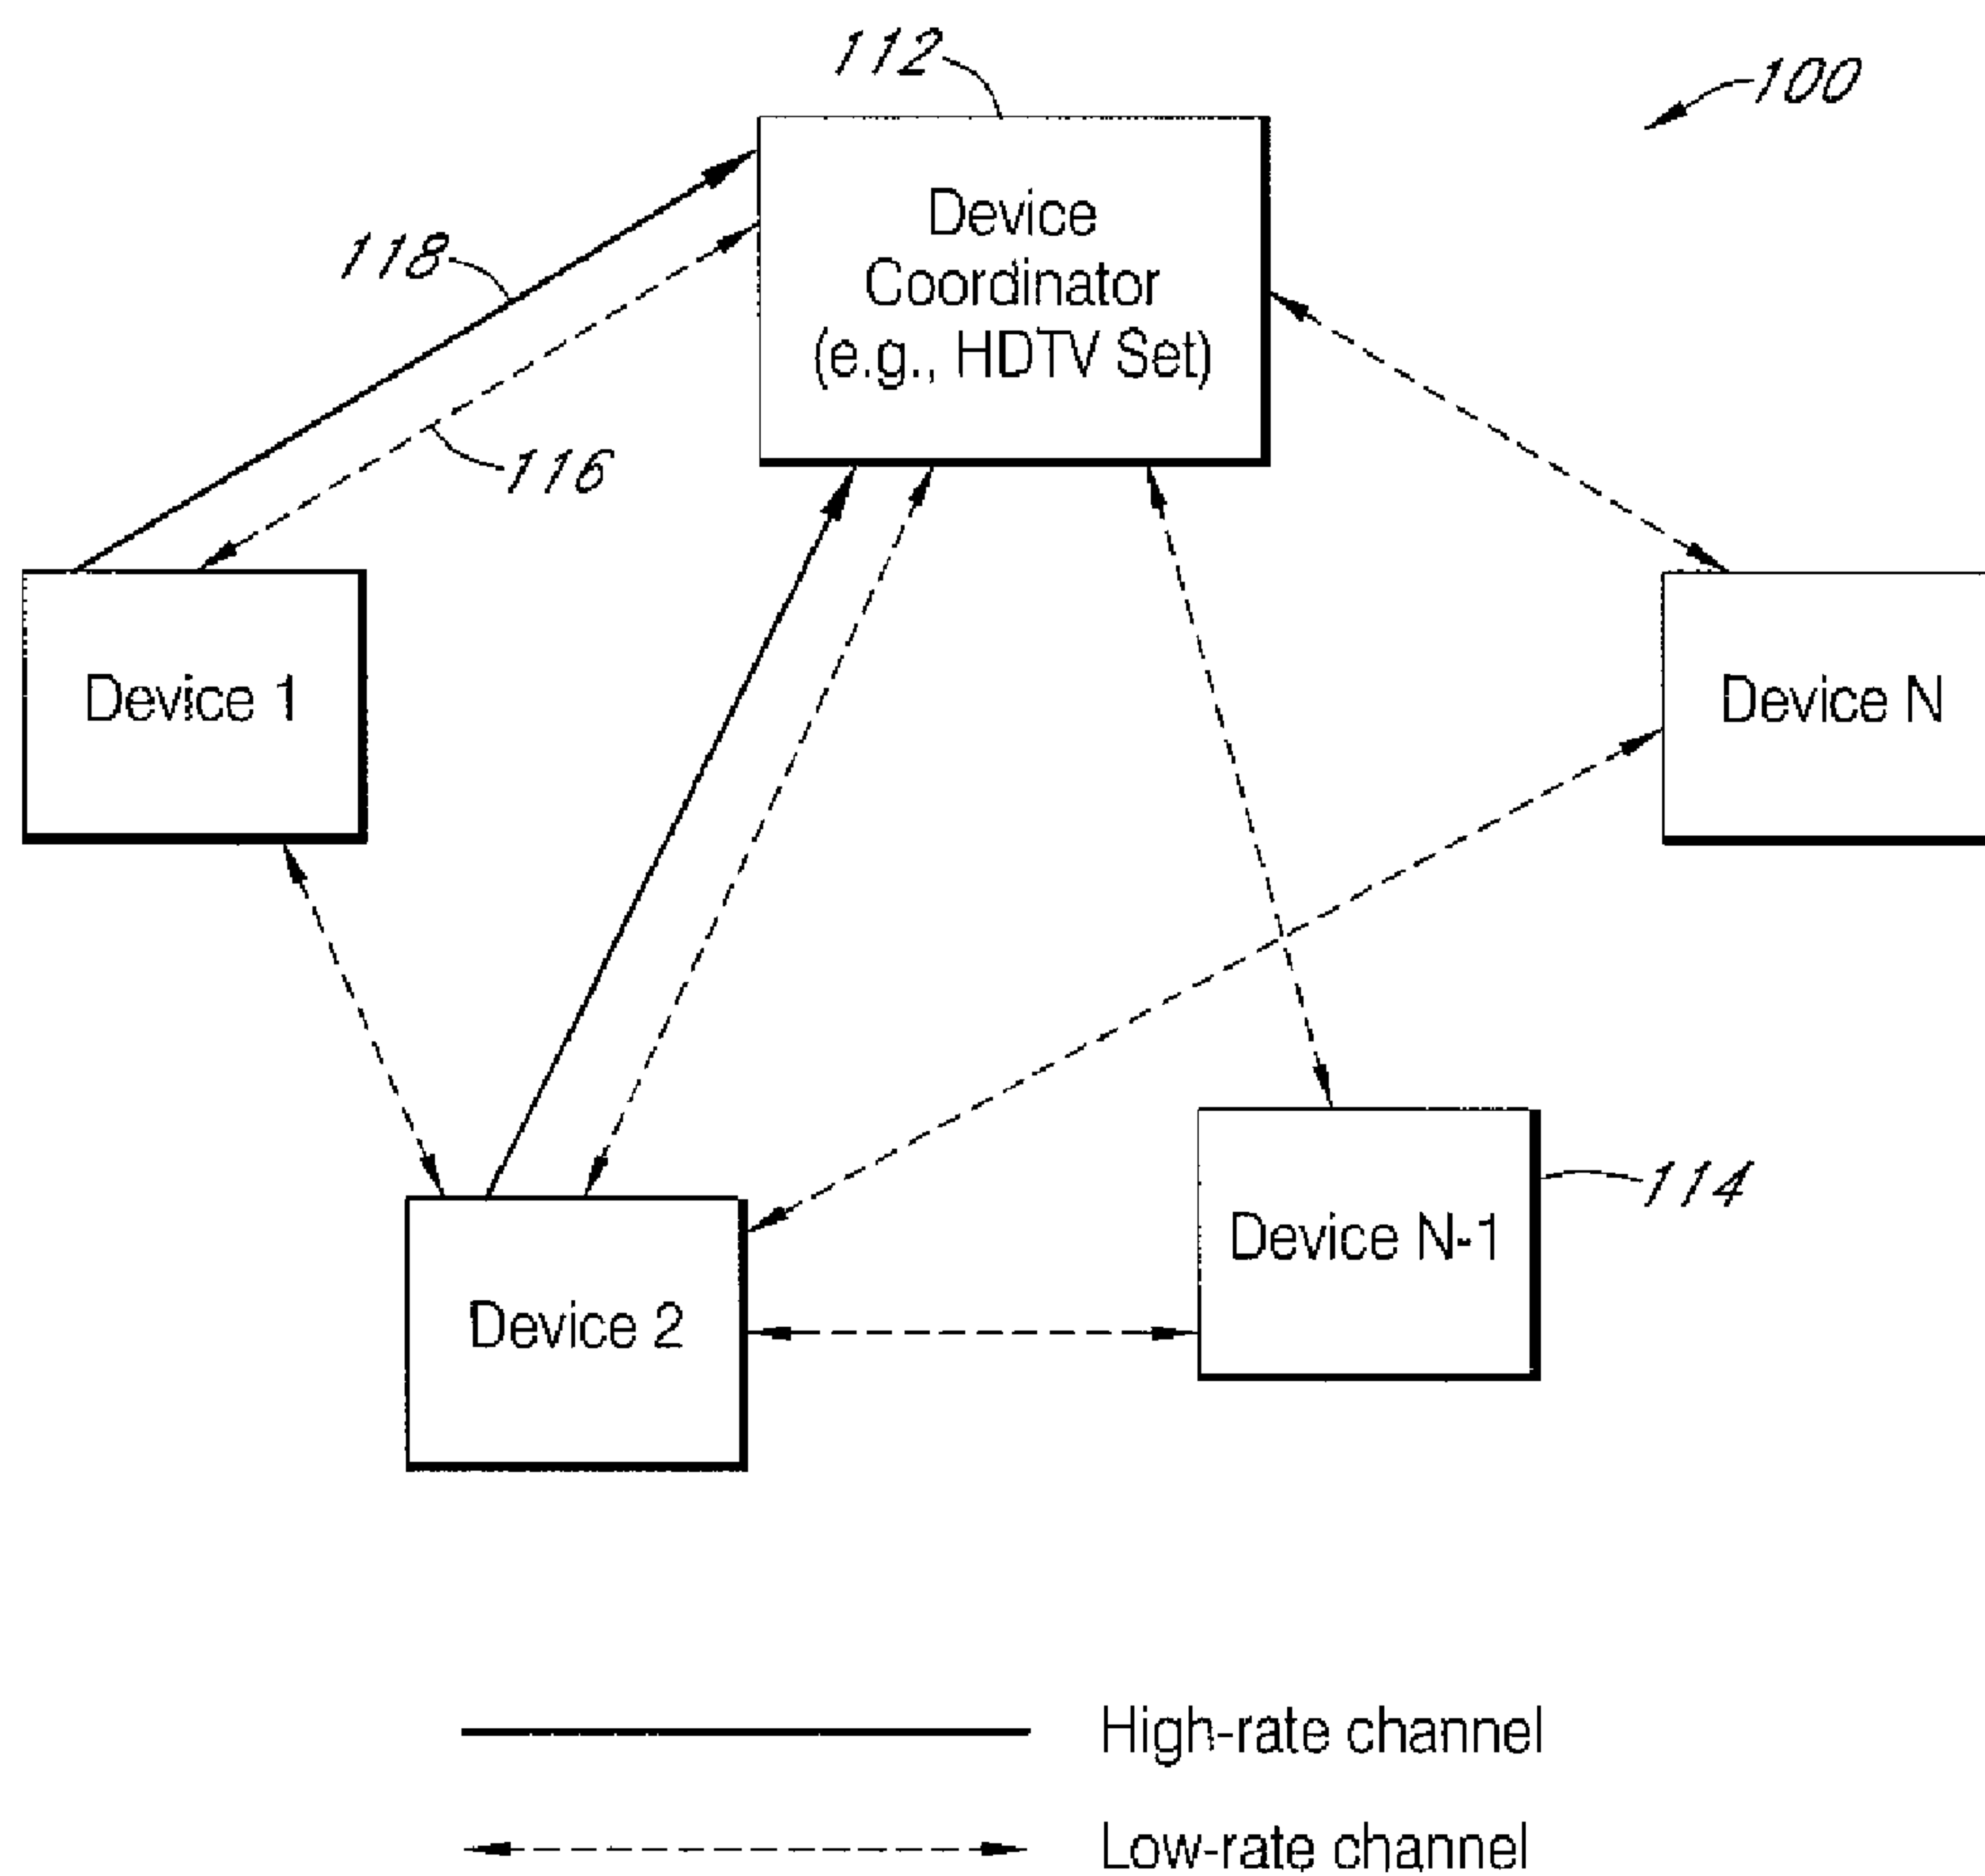 112
100
Device
Coordinator
(e.g., HDTV Set)
118
116
Device 1
Device N
Device N-1
114
Device 2
High-rate channel
Low-rate channel